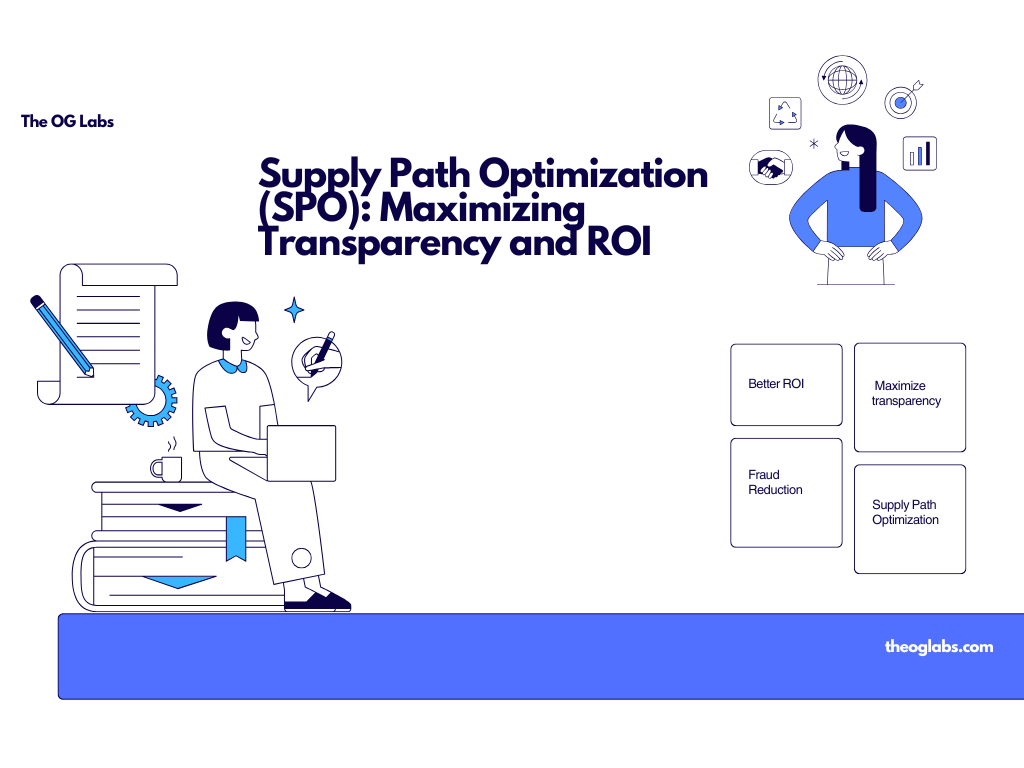 The OG Labs
Supply Path Optimization
(SPO): Maximizing
Transparency and ROI
Better ROI
Maximize
transparency
Fraud
Reduction
Supply Path
Optimization
theoglabs.com